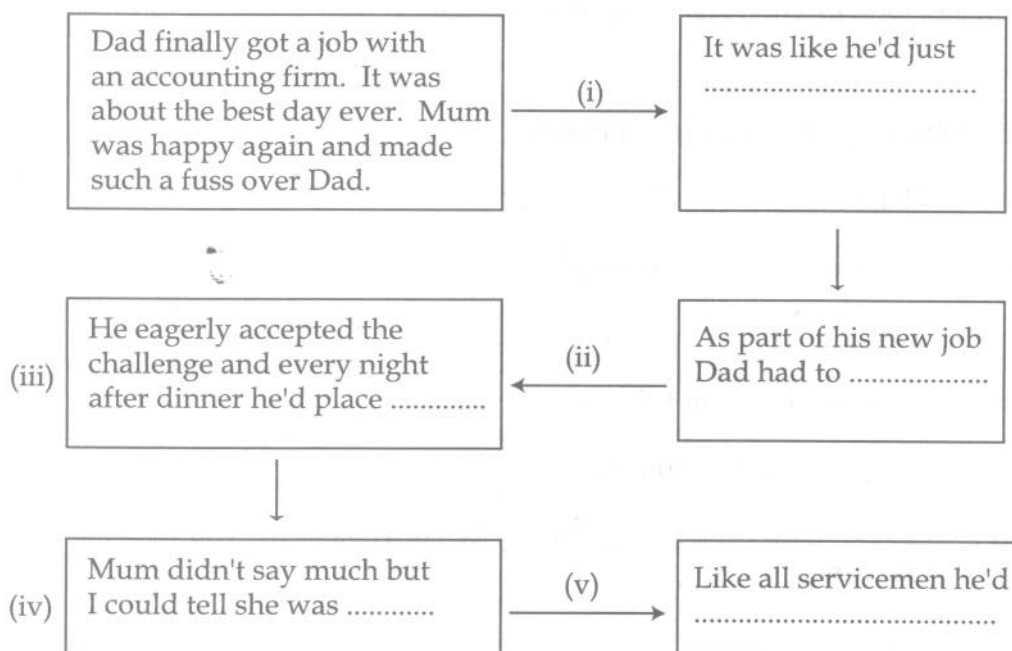 Dad finally got a job with
an accounting firm. It was
about the best day ever. Mum
was happy again and made
such a fuss over Dad.
(i)
It was like he'd just
....................................
As part of his new job
Dad had to ...................
(ii)
(iii)
He eagerly accepted the
challenge and every night
after dinner he'd place .............
(iv)
Mum didn't say much but
I could tell she was ............
(v)
Like all servicemen he'd
........................................